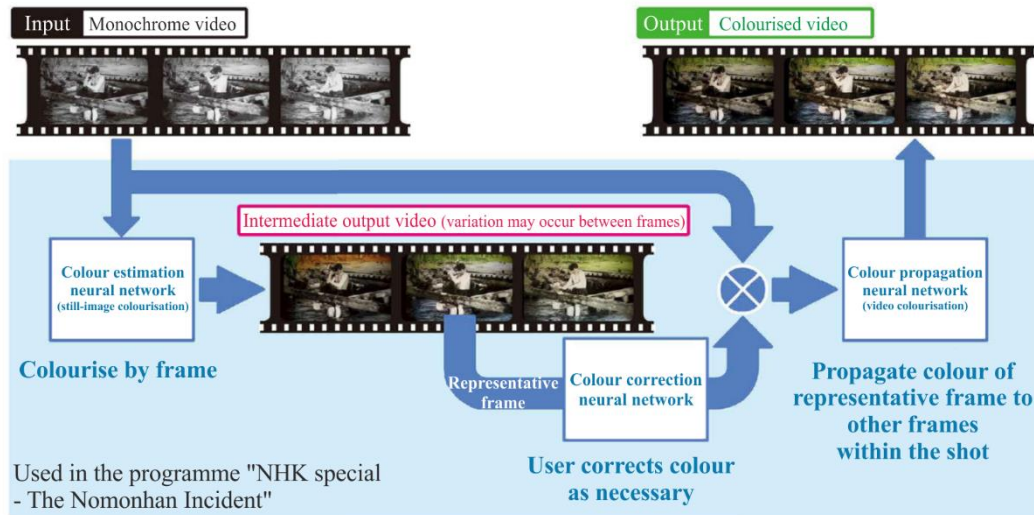 Input Monochrome video
Output Colourised video
Intermediate output video (variation may occur between frames)
Colour estimation
neural network
(still-image colourisation)
Colourise by frame
Representative
frame
Colour correction
neural network
User corrects colour
as necessary
Colour propagation
neural network
(video colourisation)
Propagate colour of
representative frame to
other frames
within the shot
Used in the programme "NHK special
- The Nomonhan Incident"